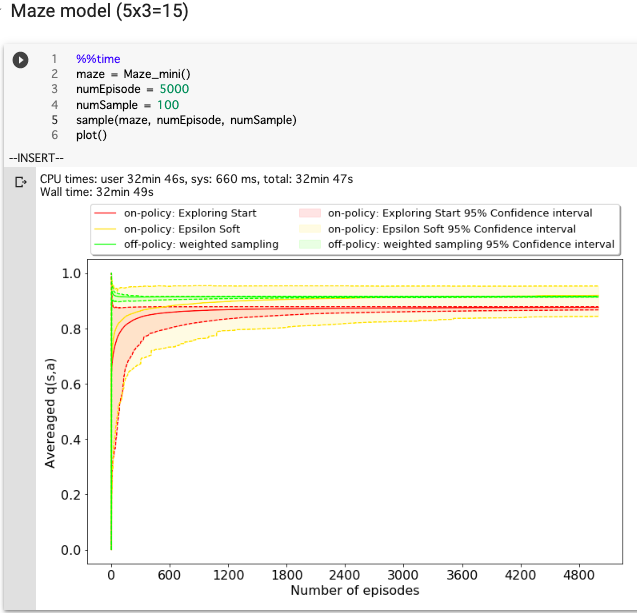 Maze model (5x3=15)
1 %%time
2 maze = Maze_mini()
3 numEpisode = 5000
4 numSample = 100
5 sample(maze, numEpisode, numSample)
6 plot()
--INSERT--
CPU times: user 32min 46s, sys: 660 ms, total: 32min 47s
Wall time: 32min 49s
on-policy: Exploring Start on-policy: Exploring Start 95% Confidence interval
on-policy: Epsilon Soft on-policy: Epsilon Soft 95% Confidence interval
off-policy: weighted sampling off-policy: weighted sampling 95% Confidence interval
1.0
0.8
0.6
0.4
0.2
0.0
Avereaged q(s,a)
0 600 1200 1800 2400 3000 3600 4200 4800
Number of episodes